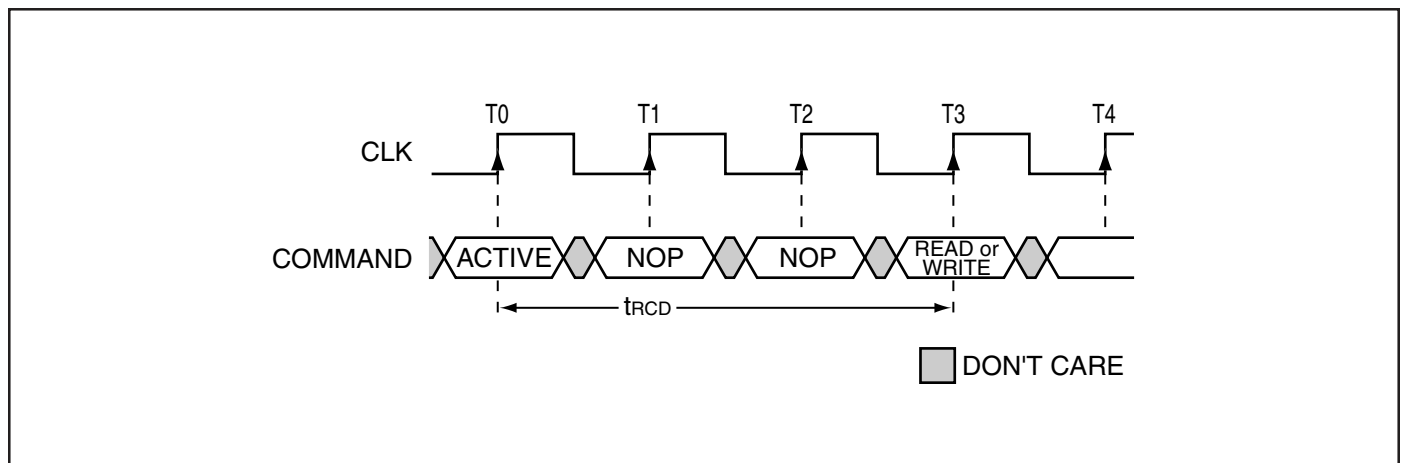 T0 T1 T2 T3 T4
CLK
COMMAND ACTIVE NOP NOP READ or
WRITE
tRCD
DON'T CARE